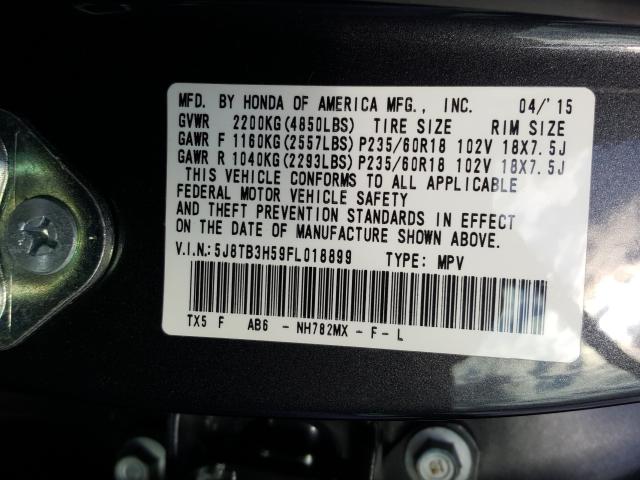 MFD. BY HONDA OF AMERICA MFG., INC. 04/'15
GVWR 2200KG(4850LBS) TIRE SIZE RIM SIZE
GAWR F 1160KG(2557LBS) P235/60R18 102V 18X7.5J
GAWR R 1040KG(2293LBS) P235/60R18 102V 18X7.5J
THIS VEHICLE CONFORMS TO ALL APPLICABLE
FEDERAL MOTOR VEHICLE SAFETY
AND THEFT PREVENTION STANDARDS IN EFFECT
ON THE DATE OF MANUFACTURE SHOWN ABOVE.
V.I.N.:5J8TB3H59FL018899 TYPE: MPV
TX5 F AB6 - NH782MX - F - L